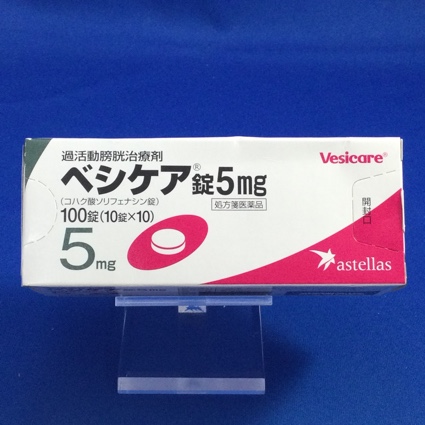 過活動膀胱治療剤
Vesicare®
ベシケア®錠5mg
(コハク酸ソリフェナシン錠)
処方箋医薬品
100錠(10錠×10)
5mg
開封口
astellas